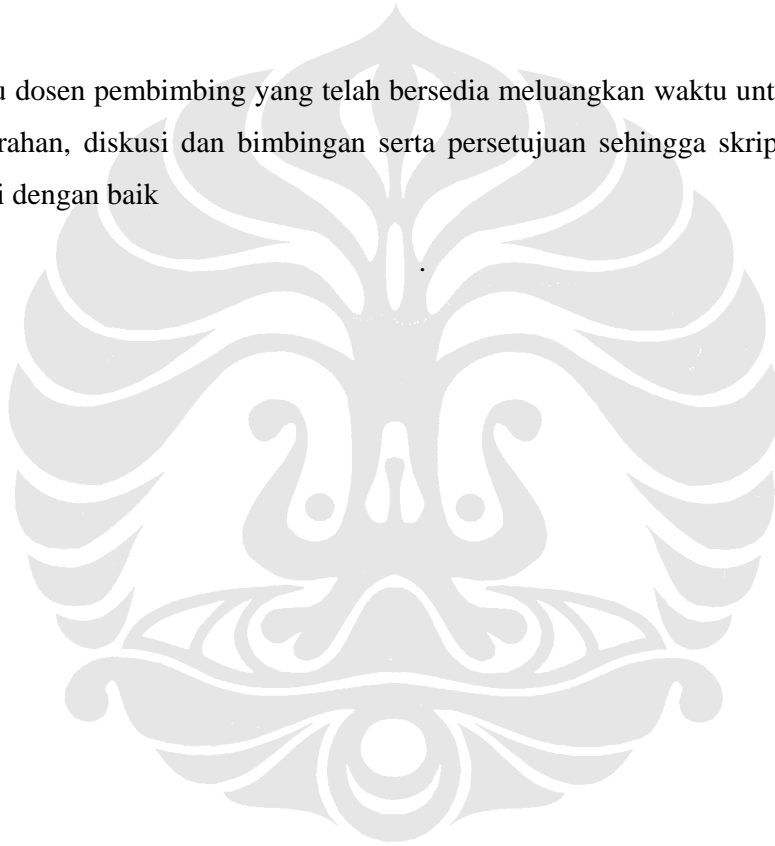 u dosen pembimbing yang telah bersedia meluangkan waktu unt
rahan, diskusi dan bimbingan serta persetujuan sehingga skrip
i dengan baik
.